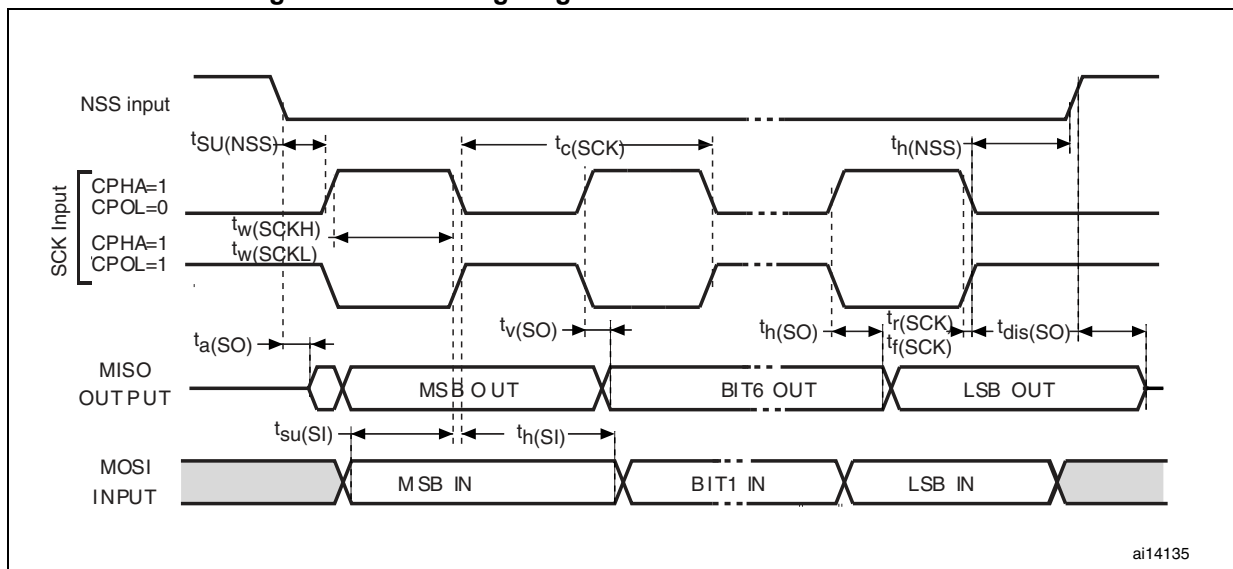 NSS input
tSU(NSS)
tc(SCK)
th(NSS)
SCK Input
CPHA=1
CPOL=0
tw(SCKH)
CPHA=1
tw(SCKL)
CPOL=1
ta(SO)
tv(SO)
th(SO)
tr(SCK)
tf(SCK)
tdis(SO)
MISO
OUTPUT
MSB OUT
BIT6 OUT
LSB OUT
tsu(SI)
th(SI)
MOSI
INPUT
MSB IN
BIT1 IN
LSB IN
ai14135